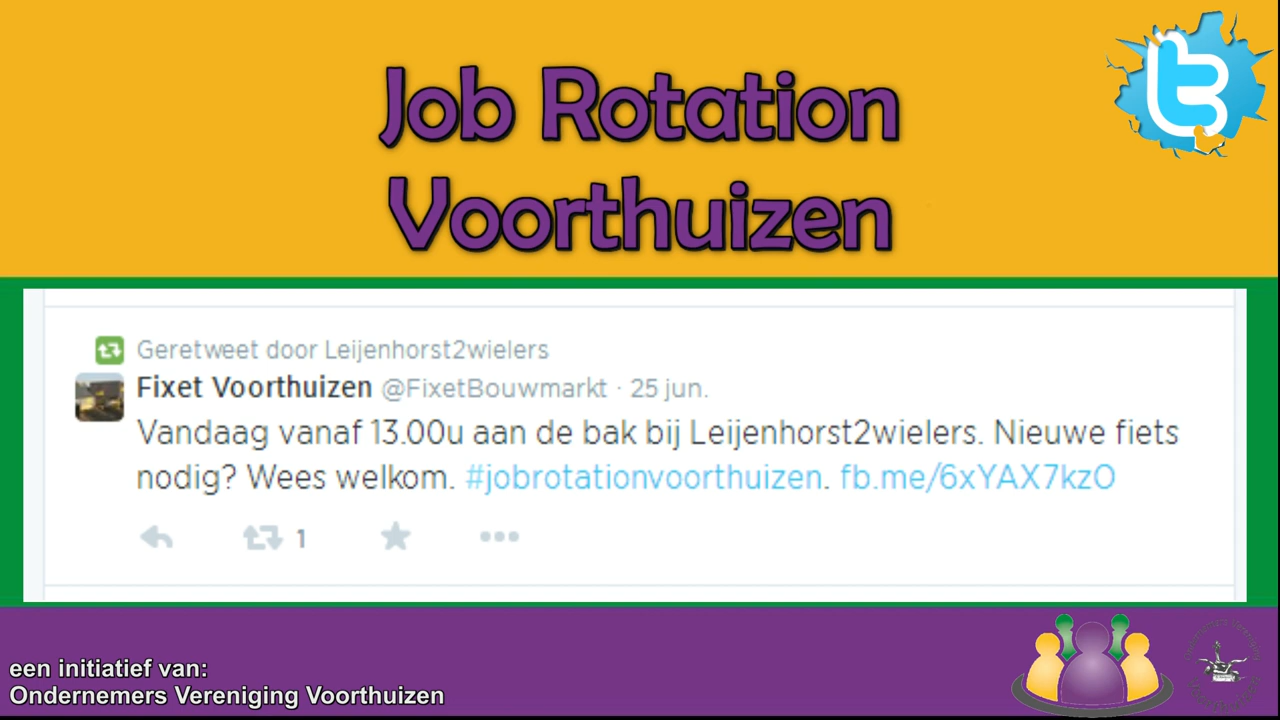 Job Rotation
Voorthuizen
Geretweet door Leijenhorst2wielers
Fixet Voorthuizen @FixetBouwmarkt · 25 jun.
Vandaag vanaf 13.00u aan de bak bij Leijenhorst2wielers. Nieuwe fiets
nodig? Wees welkom. #jobrotationvoorthuizen. fb.me/6xYAX7kzO
1
een initiatief van:
Ondernemers Vereniging Voorthuizen